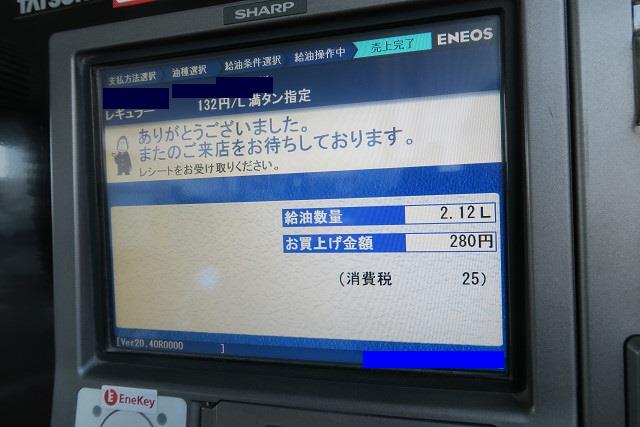 TATSUNO
SHARP
支払方法選択 油種選択 給油条件選択 給油操作中 売上完了 ENEOS
レギュラー 132円/L 満タン指定
ありがとうございました。
またのご来店をお待ちしております。
レシートをお受け取りください。
給油数量 2.12L
お買上げ金額 280円
(消費税 25)
[Ver20.40R0000 ]
EneKey